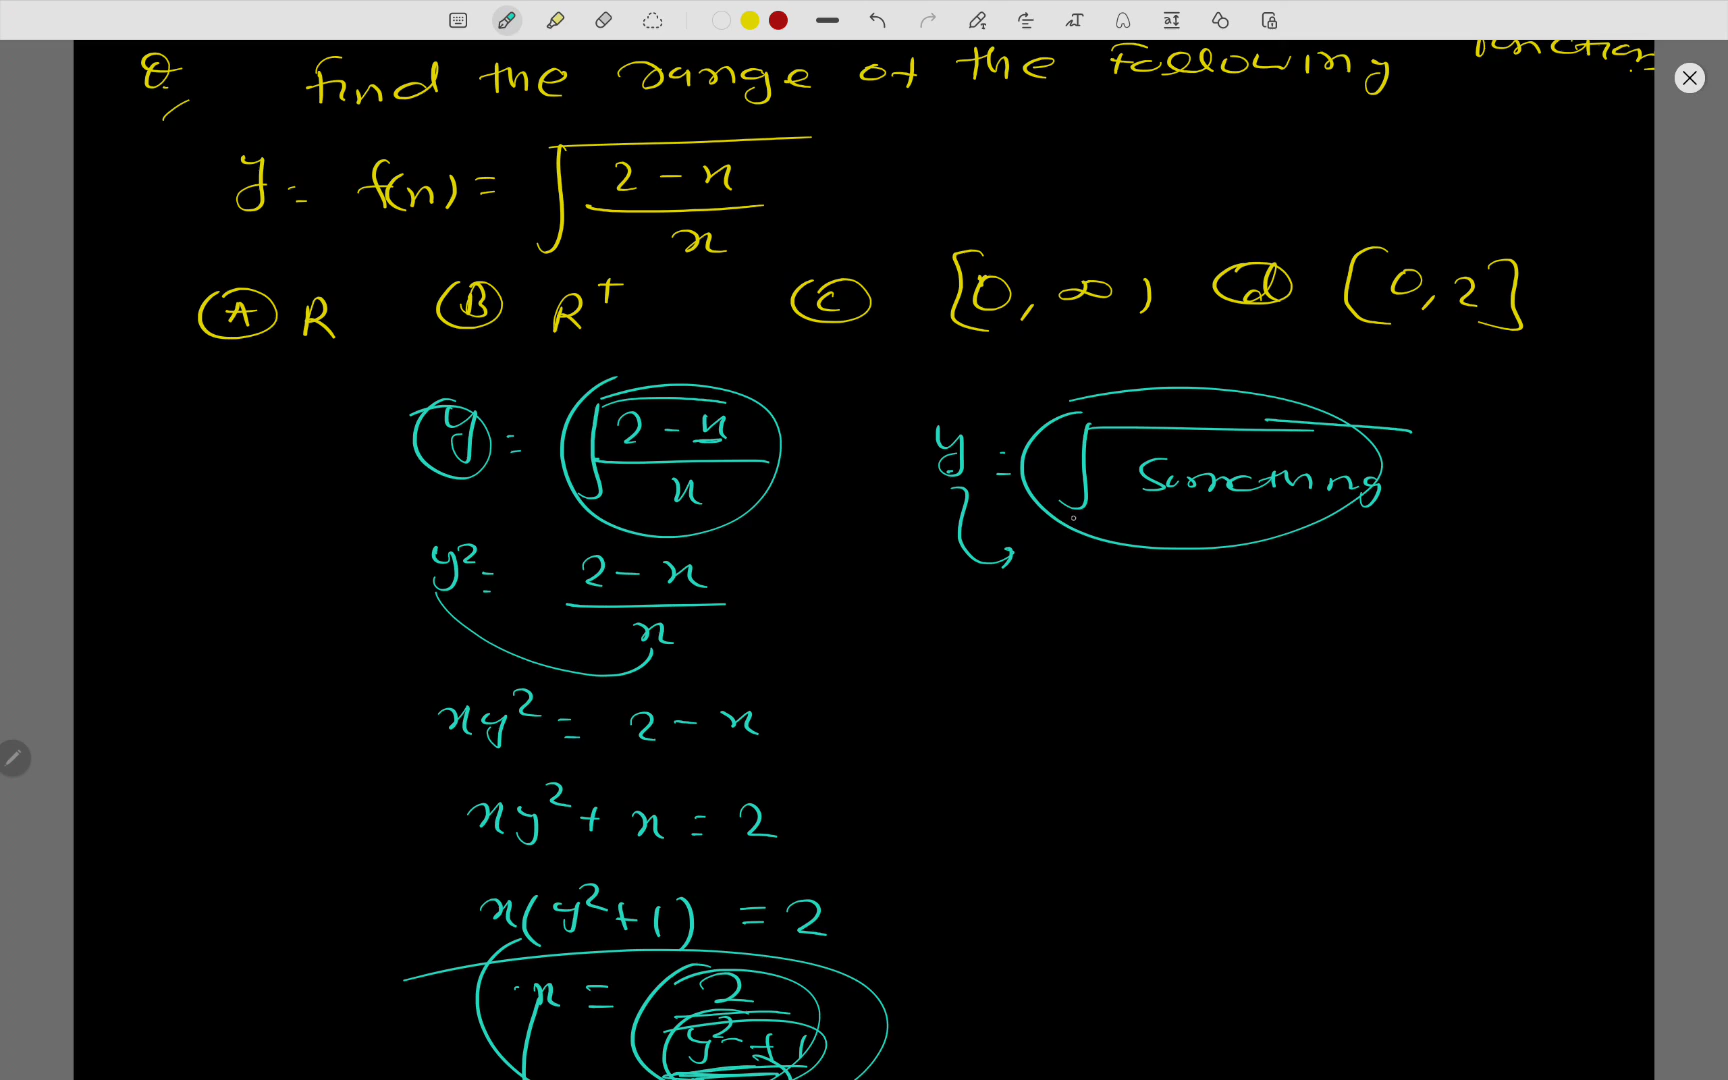 Q Find the range of the Following function
y = f(x) = √((2 - x)/x)
Ⓐ R Ⓑ R⁺ Ⓒ [0, ∞) ⓓ [0, 2]
y = √((2 - x)/x) y = √(Something)
y² = (2 - x)/x
xy² = 2 - x
xy² + x = 2
x(y² + 1) = 2
x = 2/(y² + 1)